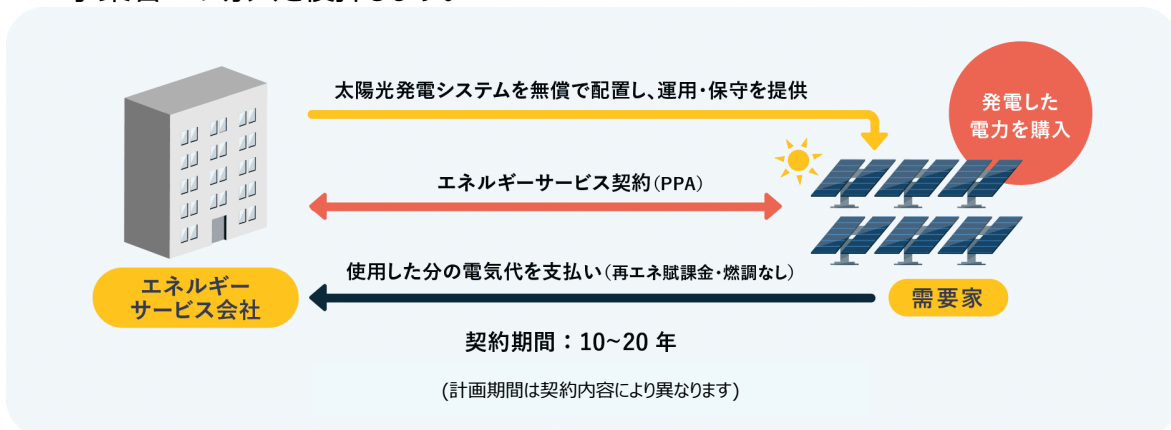 太陽光発電システムを無償で配置し、運用・保守を提供
発電した
電力を購入
エネルギーサービス契約(PPA)
使用した分の電気代を支払い(再エネ賦課金・燃調なし)
エネルギー
サービス会社
需要家
契約期間：10~20 年
(計画期間は契約内容により異なります)